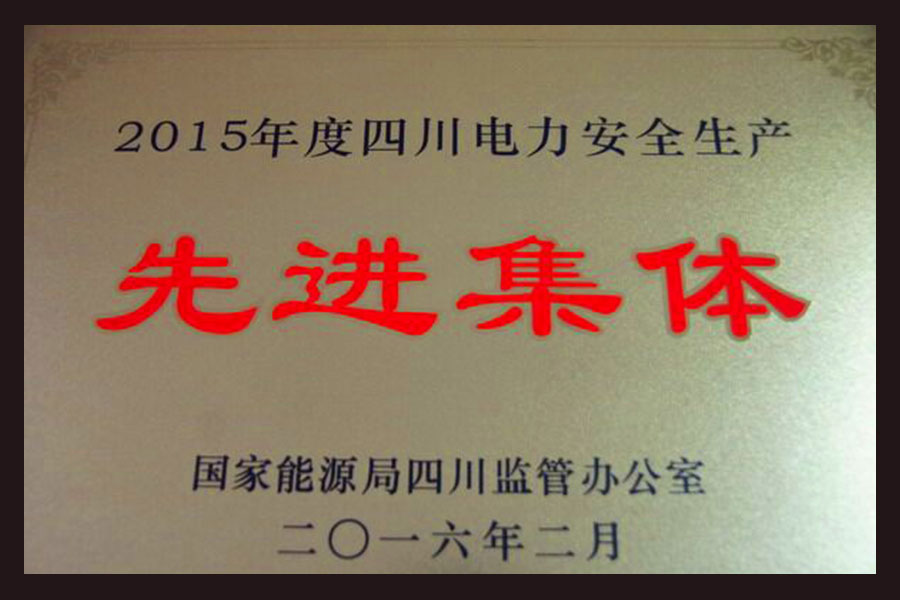 2015年度四川电力安全生产
先进集体
国家能源局四川监管办公室
二〇一六年二月